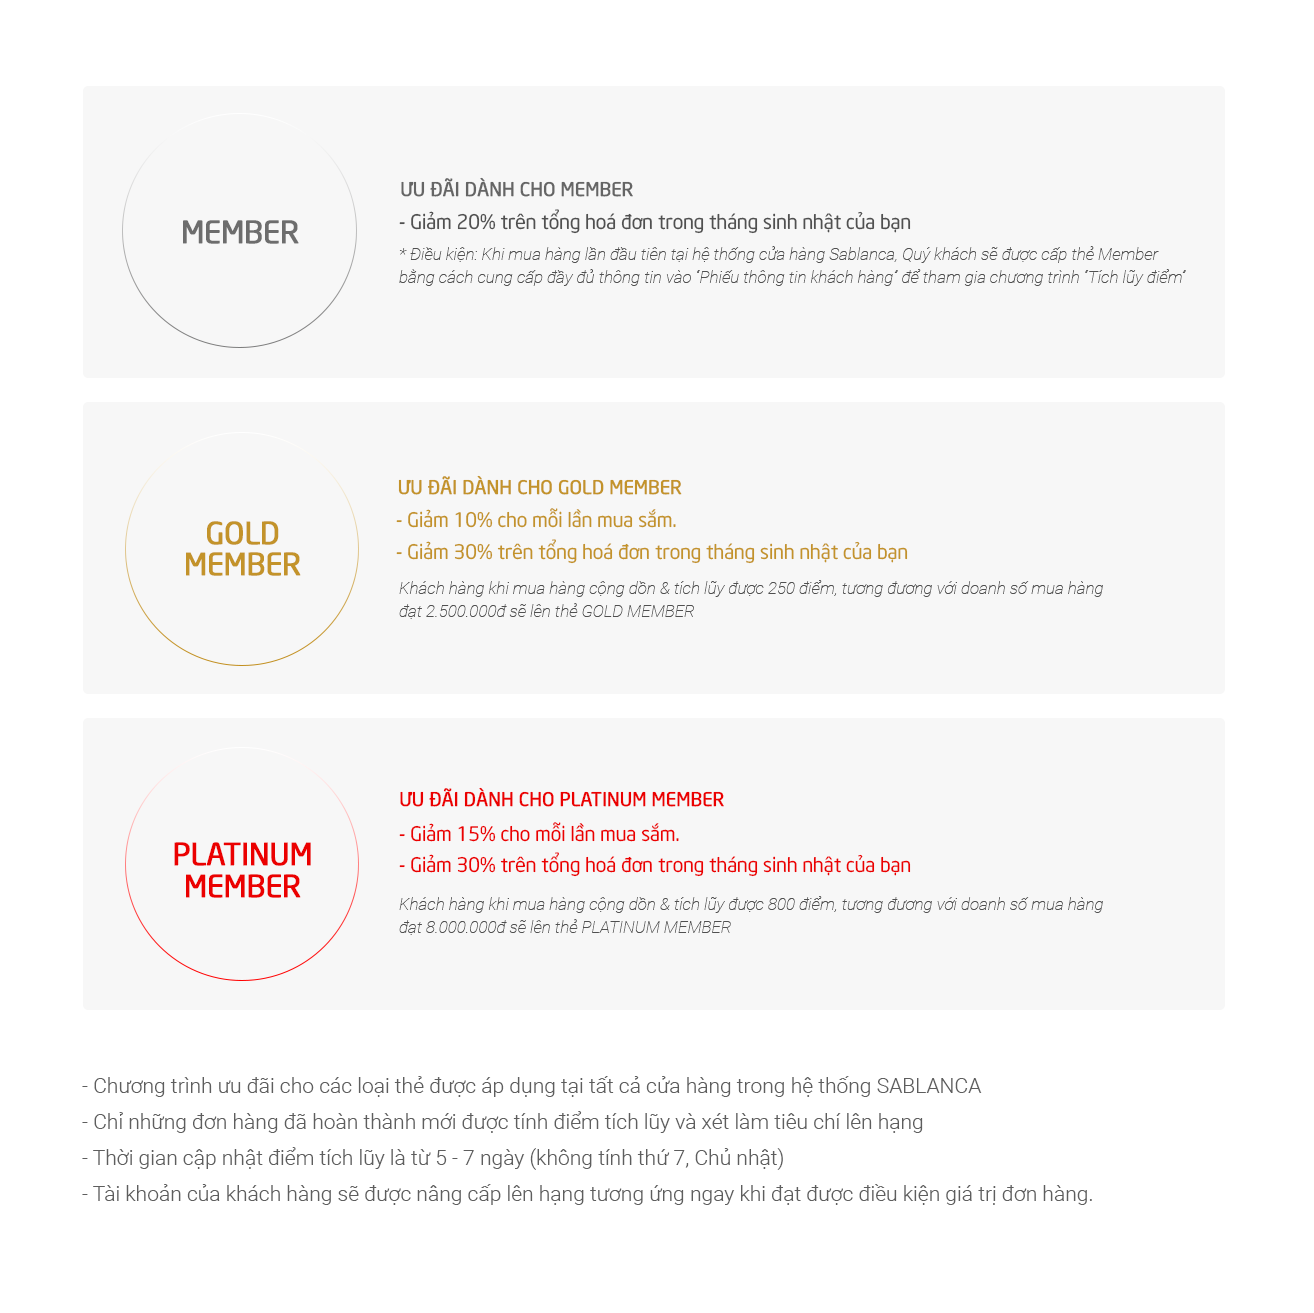 MEMBER
ƯU ĐÃI DÀNH CHO MEMBER
- Giảm 20% trên tổng hoá đơn trong tháng sinh nhật của bạn
* Điều kiện: Khi mua hàng lần đầu tiên tại hệ thống cửa hàng Sablanca, Quý khách sẽ được cấp thẻ Member
bằng cách cung cấp đầy đủ thông tin vào "Phiếu thông tin khách hàng" để tham gia chương trình "Tích lũy điểm"
GOLD
MEMBER
ƯU ĐÃI DÀNH CHO GOLD MEMBER
- Giảm 10% cho mỗi lần mua sắm.
- Giảm 30% trên tổng hoá đơn trong tháng sinh nhật của bạn
Khách hàng khi mua hàng cộng dồn & tích lũy được 250 điểm, tương đương với doanh số mua hàng
đạt 2.500.000đ sẽ lên thẻ GOLD MEMBER
PLATINUM
MEMBER
ƯU ĐÃI DÀNH CHO PLATINUM MEMBER
- Giảm 15% cho mỗi lần mua sắm.
- Giảm 30% trên tổng hoá đơn trong tháng sinh nhật của bạn
Khách hàng khi mua hàng cộng dồn & tích lũy được 800 điểm, tương đương với doanh số mua hàng
đạt 8.000.000đ sẽ lên thẻ PLATINUM MEMBER
- Chương trình ưu đãi cho các loại thẻ được áp dụng tại tất cả cửa hàng trong hệ thống SABLANCA
- Chỉ những đơn hàng đã hoàn thành mới được tính điểm tích lũy và xét làm tiêu chí lên hạng
- Thời gian cập nhật điểm tích lũy là từ 5 - 7 ngày (không tính thứ 7, Chủ nhật)
- Tài khoản của khách hàng sẽ được nâng cấp lên hạng tương ứng ngay khi đạt được điều kiện giá trị đơn hàng.